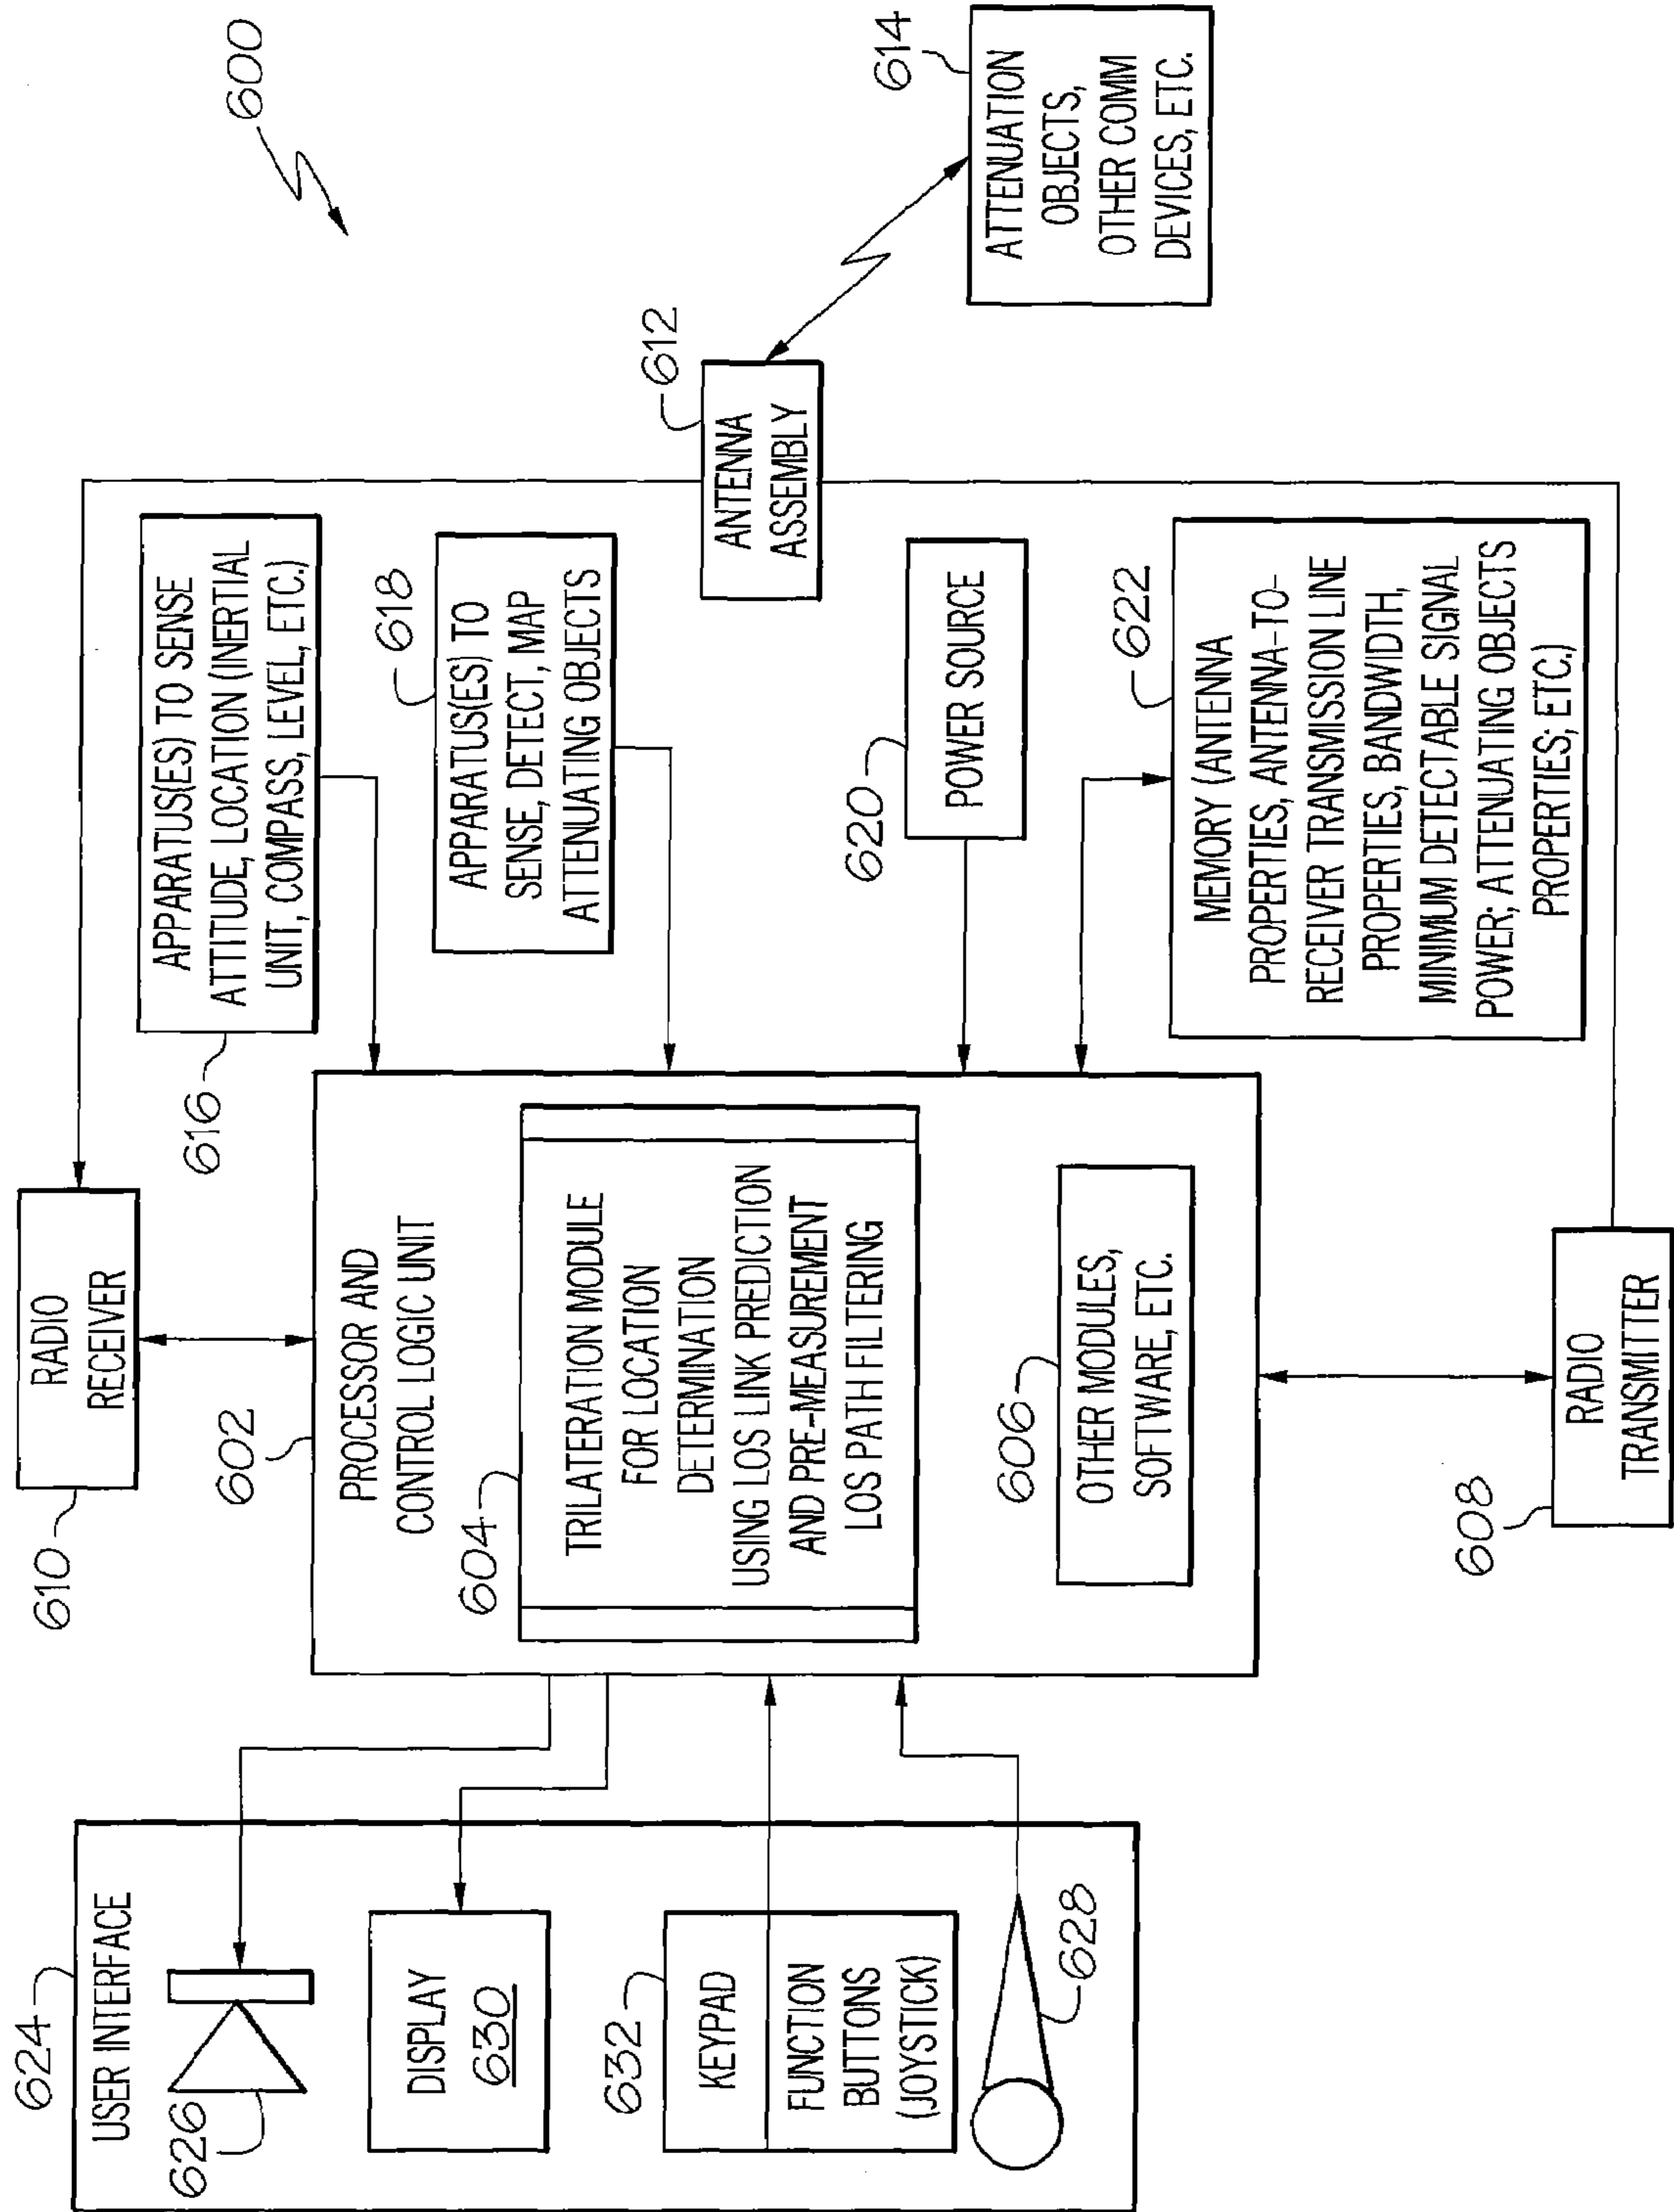 600
624
USER INTERFACE
626
DISPLAY
630
632
KEYPAD
FUNCTION
BUTTONS
(JOYSTICK)
628
610
RADIO
RECEIVER
602
PROCESSOR AND
CONTROL LOGIC UNIT
604
TRILATERATION MODULE
FOR LOCATION
DETERMINATION
USING LOS LINK PREDICTION
AND PRE-MEASUREMENT
LOS PATH FILTERING
606
OTHER MODULES,
SOFTWARE, ETC.
608
RADIO
TRANSMITTER
616
APPARATUS(ES) TO SENSE
ATTITUDE, LOCATION (INERTIAL
UNIT, COMPASS, LEVEL, ETC.)
618
APPARATUS(ES) TO
SENSE, DETECT, MAP
ATTENUATING OBJECTS
620
POWER SOURCE
622
MEMORY (ANTENNA
PROPERTIES, ANTENNA-TO-
RECEIVER TRANSMISSION LINE
PROPERTIES, BANDWIDTH,
MINIMUM DETECTABLE SIGNAL
POWER; ATTENUATING OBJECTS
PROPERTIES; ETC.)
612
ANTENNA
ASSEMBLY
614
ATTENUATION
OBJECTS,
OTHER COMM
DEVICES, ETC.